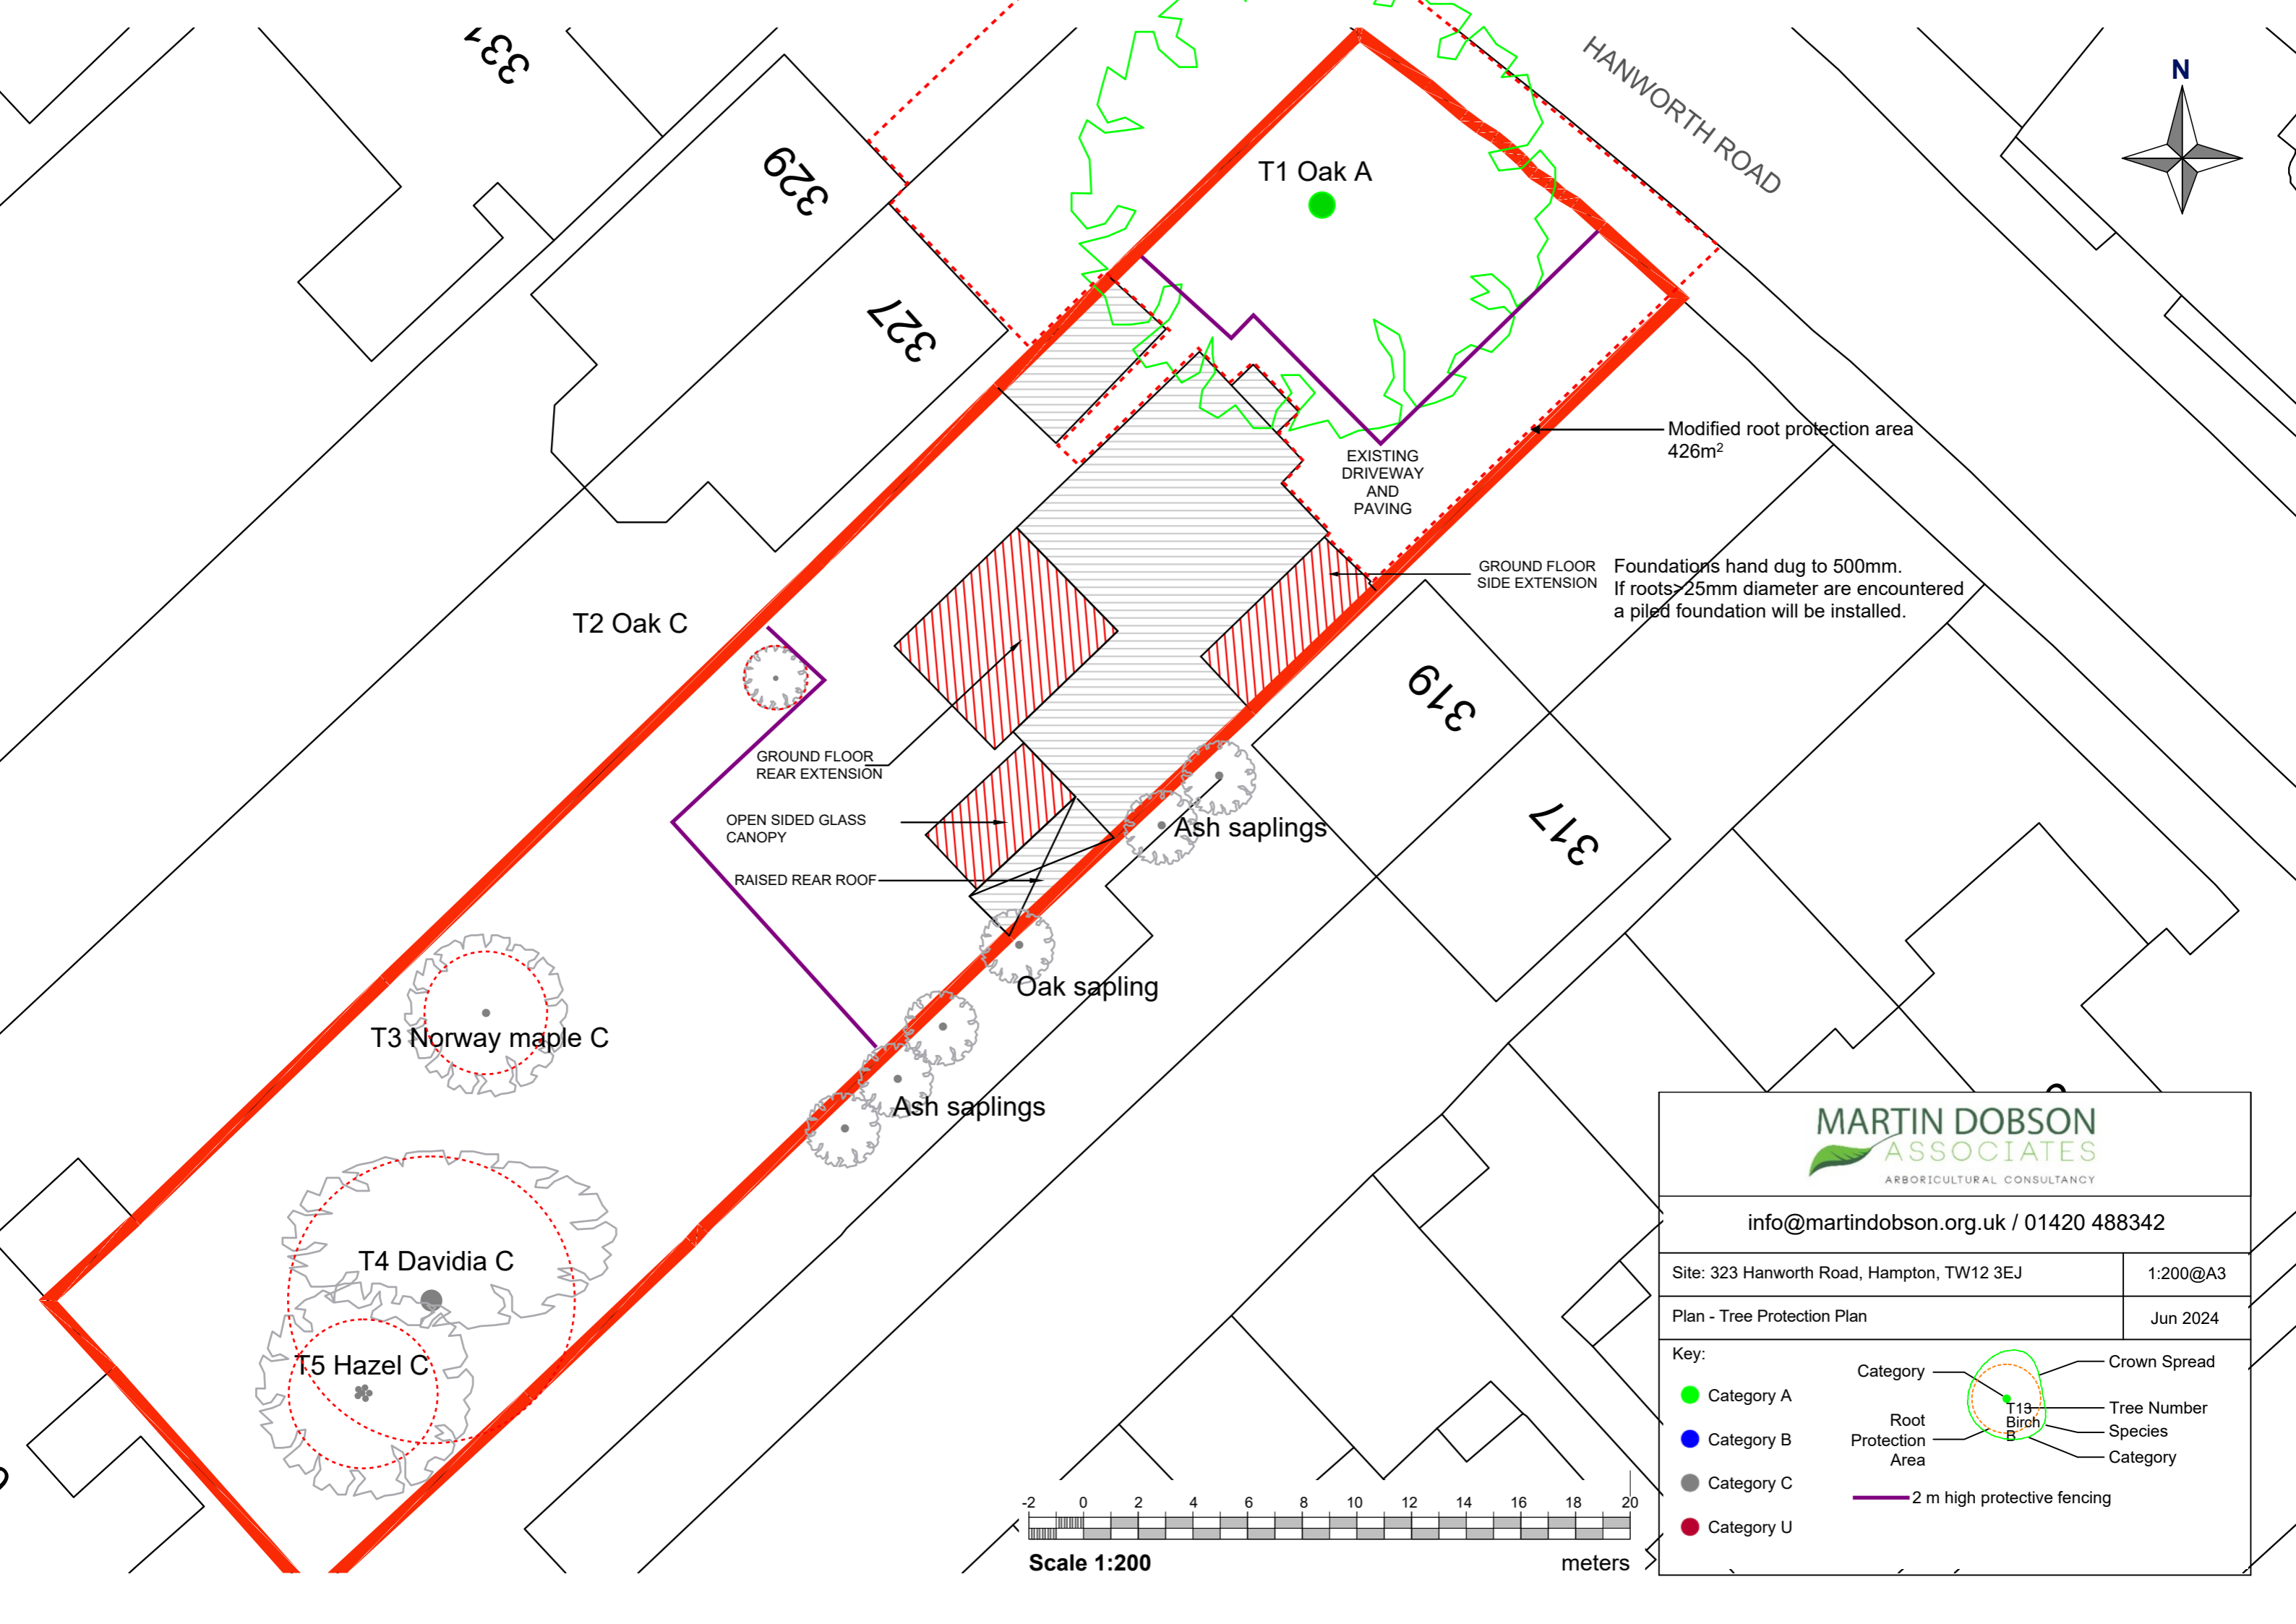 331
329
327
HANWORTH ROAD
N
T1 Oak A
Modified root protection area
426m²
EXISTING
DRIVEWAY
AND
PAVING
GROUND FLOOR
SIDE EXTENSION
Foundations hand dug to 500mm.
If roots>25mm diameter are encountered
a piled foundation will be installed.
T2 Oak C
319
317
GROUND FLOOR
REAR EXTENSION
OPEN SIDED GLASS
CANOPY
RAISED REAR ROOF
Ash saplings
Oak sapling
T3 Norway maple C
Ash saplings
T4 Davidia C
T5 Hazel C
-2 0 2 4 6 8 10 12 14 16 18 20
Scale 1:200
meters
MARTIN DOBSON
ASSOCIATES
ARBORICULTURAL CONSULTANCY
info@martindobson.org.uk / 01420 488342
Site: 323 Hanworth Road, Hampton, TW12 3EJ
1:200@A3
Plan - Tree Protection Plan
Jun 2024
Key:
Category A
Category B
Category C
Category U
Category
Root
Protection
Area
T13
Birch
B
Crown Spread
Tree Number
Species
Category
2 m high protective fencing